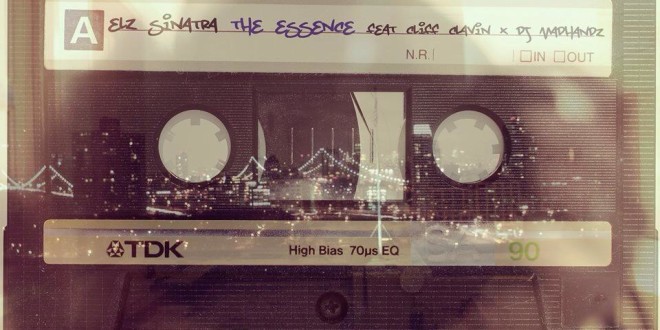 A ELZ SINATRA THE ESSENCE FEAT CLIFF CLAVIN x DJ MADHANDZ
N.R. IN OUT
TDK High Bias 70µs EQ 90